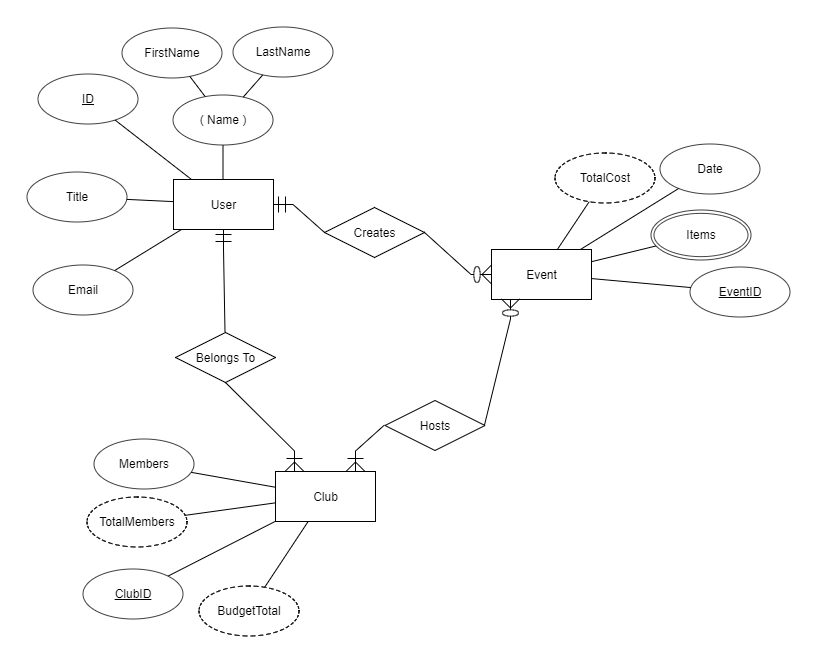 FirstName
LastName
ID
( Name )
Title
User
Email
Creates
TotalCost
Date
Items
Event
EventID
Belongs To
Hosts
Members
TotalMembers
Club
ClubID
BudgetTotal